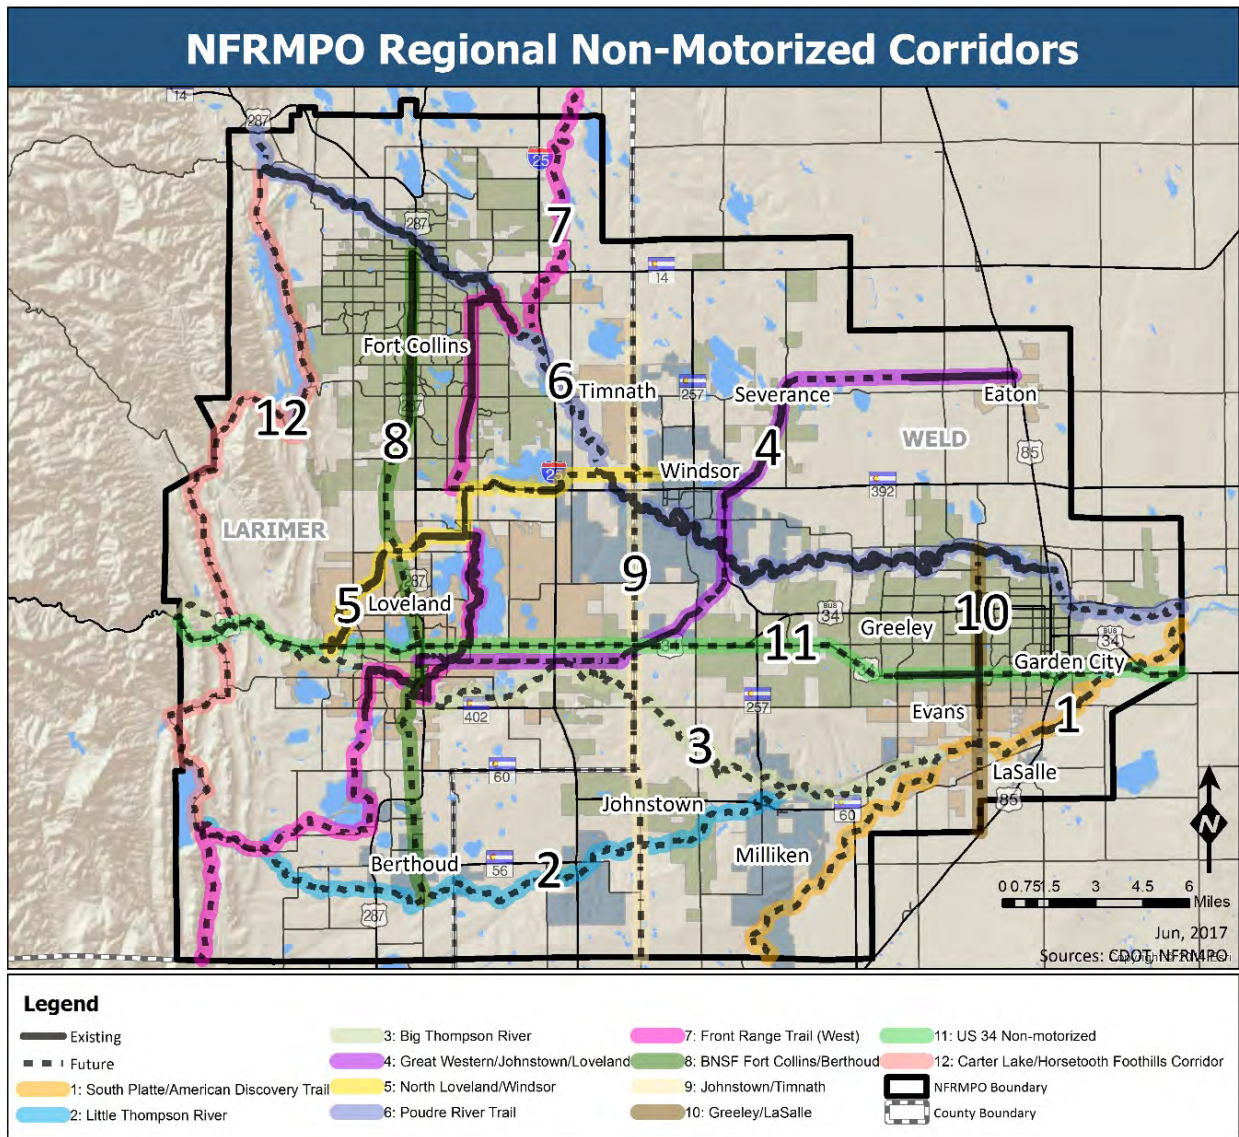 NFRMPO Regional Non-Motorized Corridors
14
287
25
7
287
14
Fort Collins
6
Timnath
257
Severance
Eaton
12
287
8
4
WELD
85
Windsor
392
LARIMER
9
5
Loveland
287
BUS
34
Greeley
10
BUS
34
11
Garden City
34
402
257
Evans
1
3
60
LaSalle
Johnstown
60
85
Berthoud
56
2
Milliken
287
N
0 0.75 1.5 3 4.5 6
Miles
Jun, 2017
Sources: CDOT, NFRMPO
Legend
Existing
Future
1: South Platte/American Discovery Trail
2: Little Thompson River
3: Big Thompson River
4: Great Western/Johnstown/Loveland
5: North Loveland/Windsor
6: Poudre River Trail
7: Front Range Trail (West)
8: BNSF Fort Collins/Berthoud
9: Johnstown/Timnath
10: Greeley/LaSalle
11: US 34 Non-motorized
12: Carter Lake/Horsetooth Foothills Corridor
NFRMPO Boundary
County Boundary